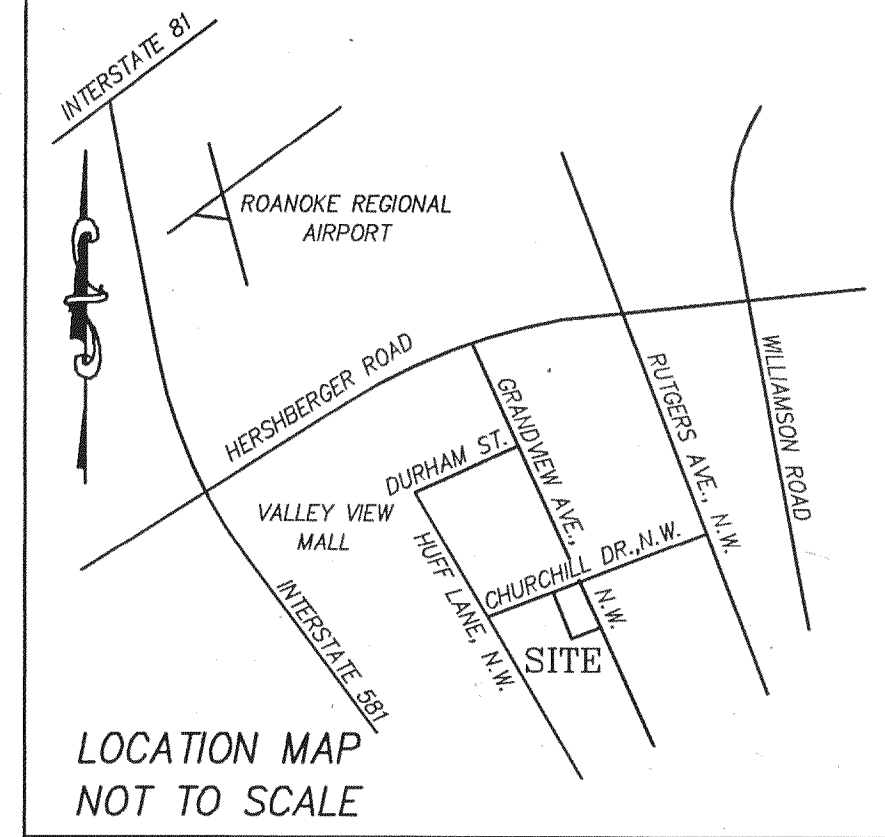 INTERSTATE 81
ROANOKE REGIONAL
AIRPORT
HERSHBERGER ROAD
GRANDVIEW AVE.,
N.W.
RUTGERS AVE., N.W.
WILLIAMSON ROAD
DURHAM ST.
VALLEY VIEW
MALL
HUFF LANE, N.W.
CHURCHILL DR.,N.W.
INTERSTATE 581
SITE
LOCATION MAP
NOT TO SCALE